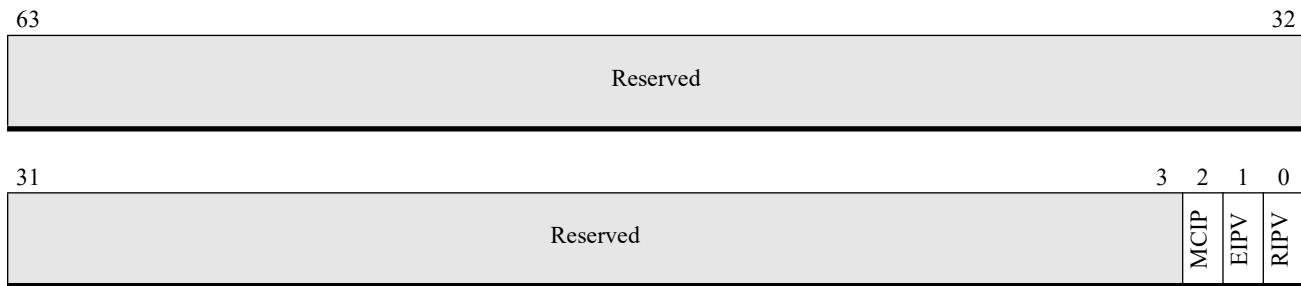 63 32
Reserved
31 3 2 1 0
Reserved MCIP EIPV RIPV